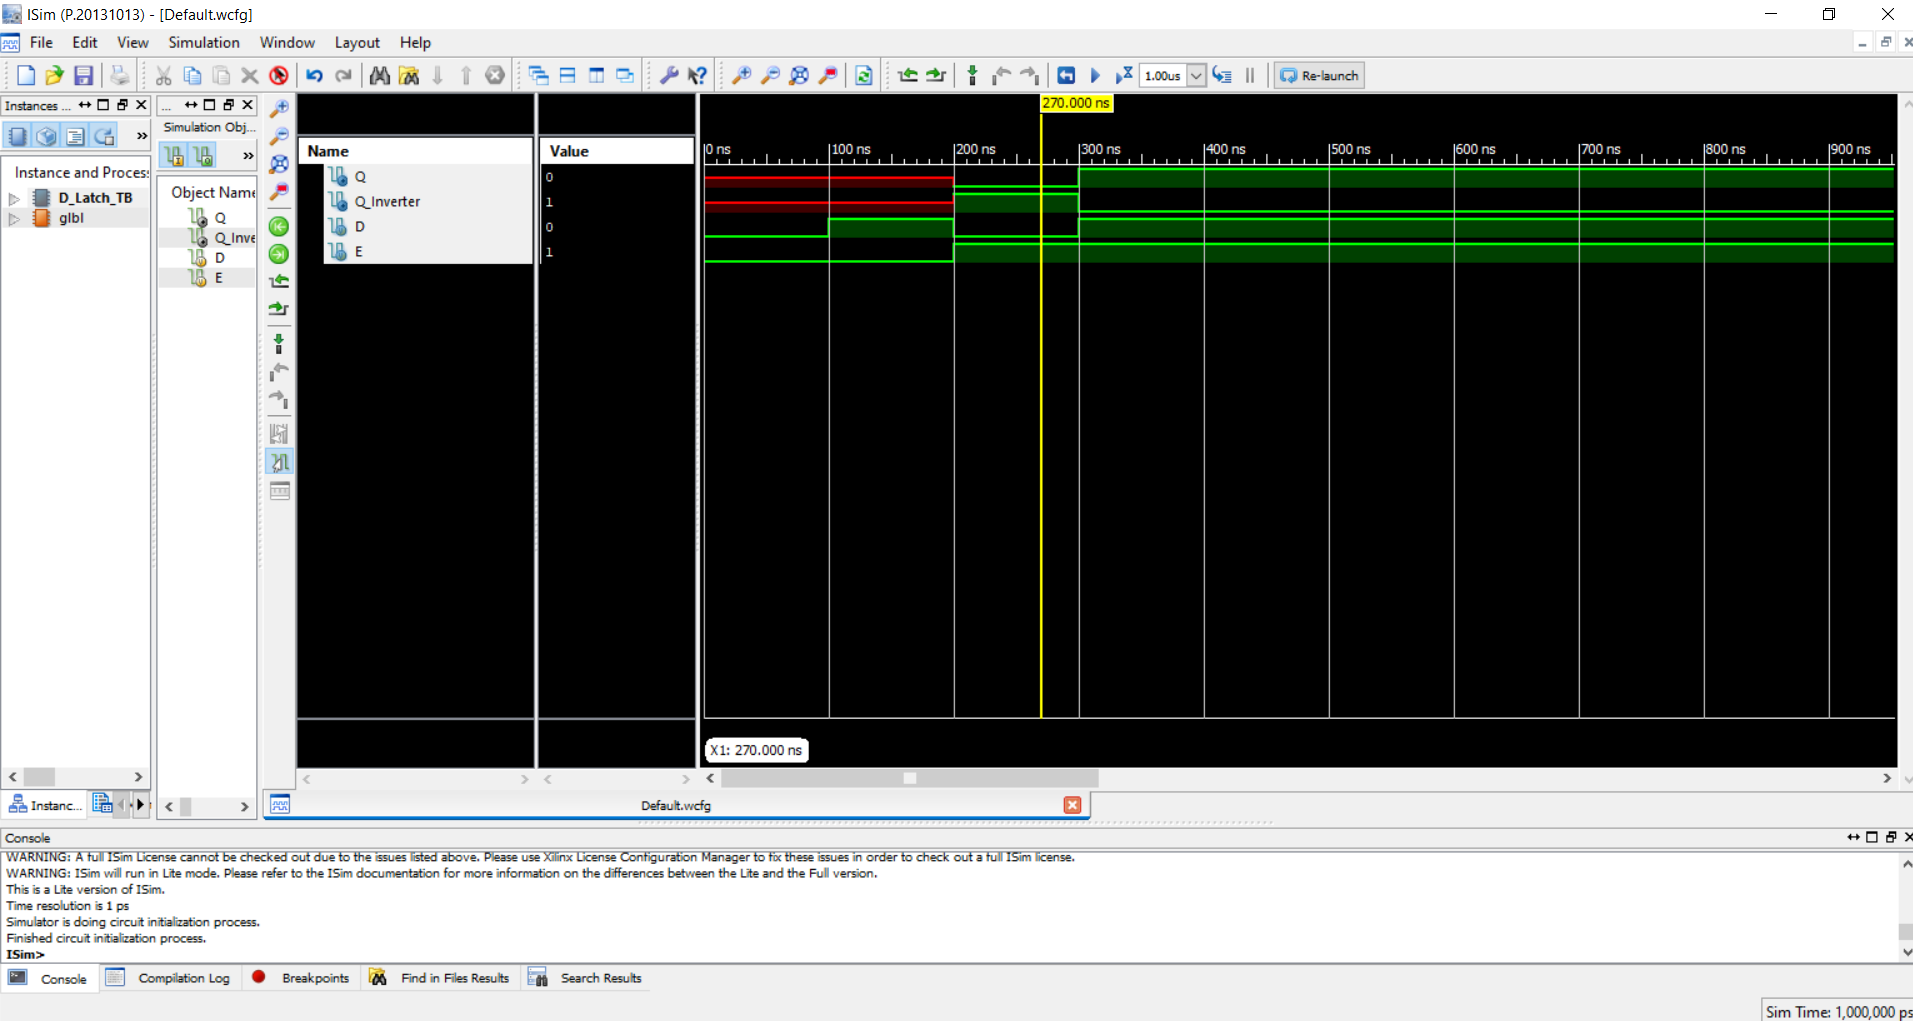 ISim (P.20131013) - [Default.wcfg]
File Edit View Simulation Window Layout Help
1.00us
Re-launch
Instances ...
...
Simulation Obj...
Instance and Process
D_Latch_TB
glbl
Object Name
Q
Q_Inve
D
E
Name
Value
Q 0
Q_Inverter 1
D 0
E 1
270.000 ns
0 ns 100 ns 200 ns 300 ns 400 ns 500 ns 600 ns 700 ns 800 ns 900 ns
X1: 270.000 ns
Instanc...
Default.wcfg
Console
WARNING: A full ISim License cannot be checked out due to the issues listed above. Please use Xilinx License Configuration Manager to fix these issues in order to check out a full ISim license.
WARNING: ISim will run in Lite mode. Please refer to the ISim documentation for more information on the differences between the Lite and the Full version.
This is a Lite version of ISim.
Time resolution is 1 ps
Simulator is doing circuit initialization process.
Finished circuit initialization process.
ISim>
Console Compilation Log Breakpoints Find in Files Results Search Results
Sim Time: 1,000,000 ps